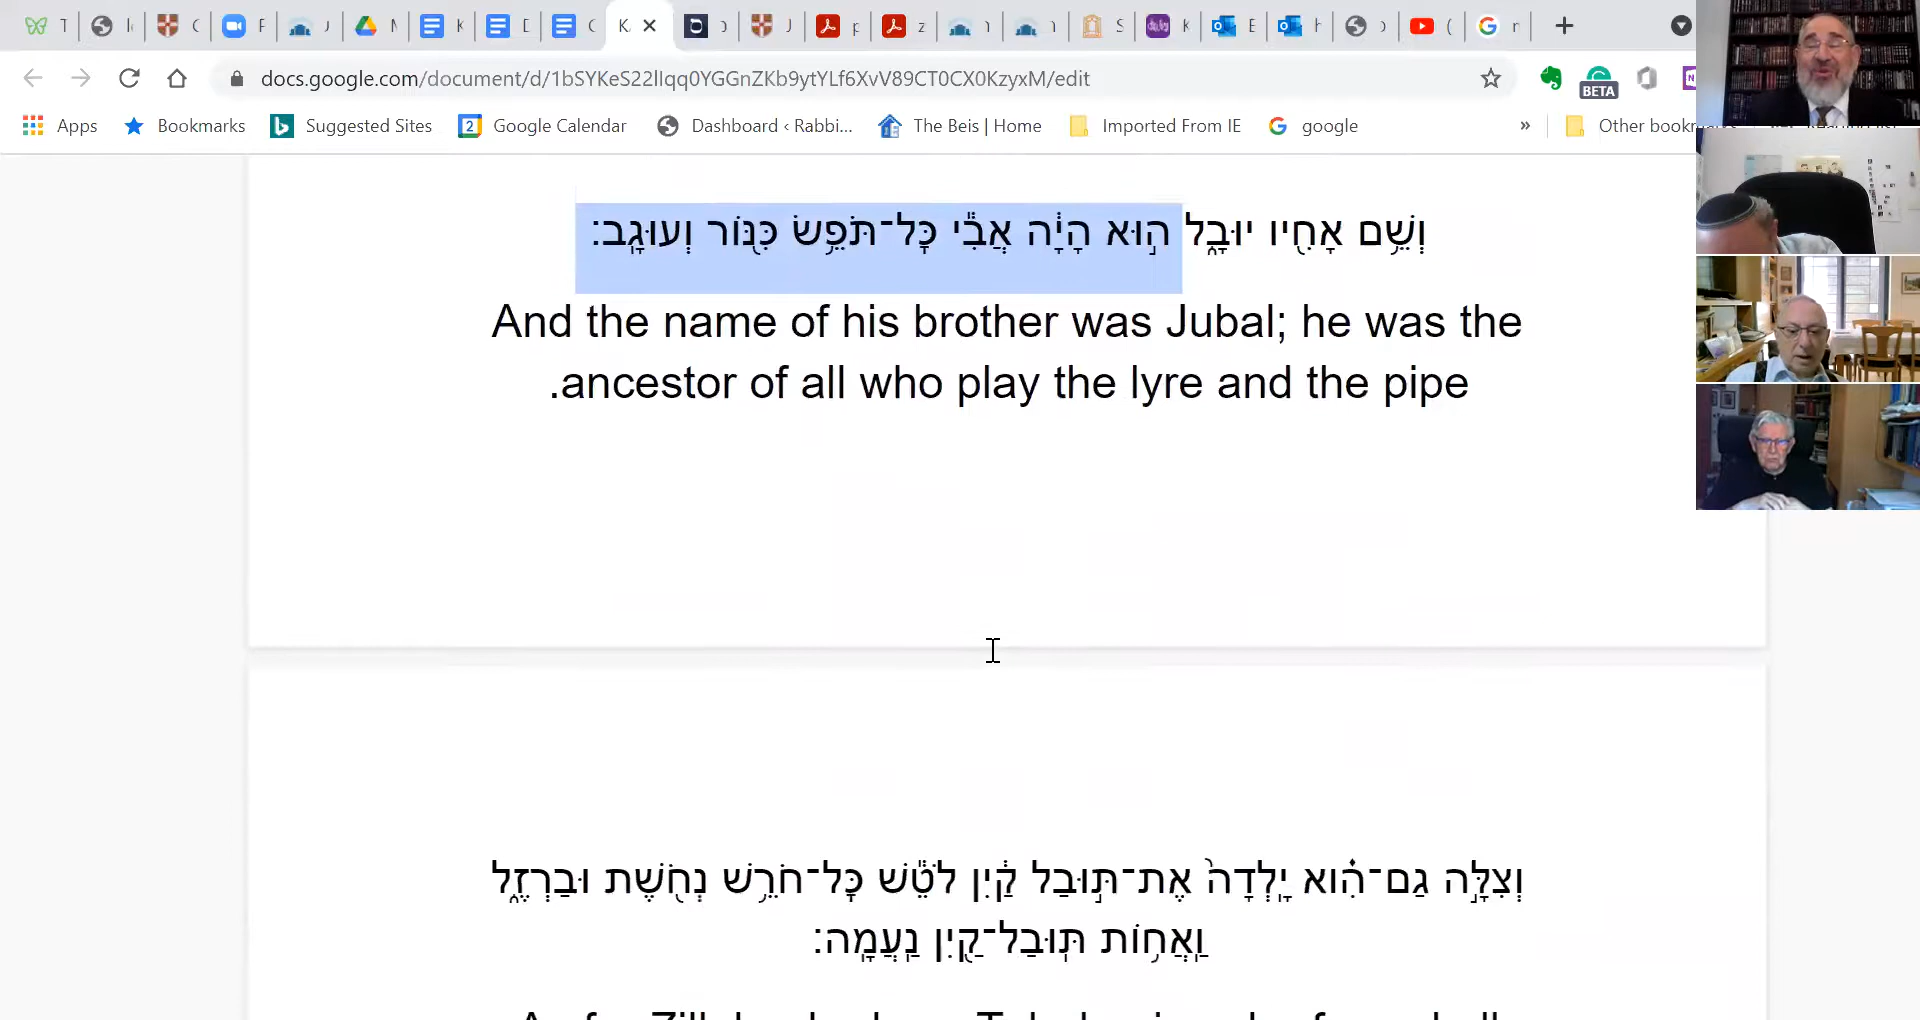 docs.google.com/document/d/1bSYKeS22lIqq0YGGnZKb9ytYLf6XvV89CT0CX0KzyxM/edit
BETA
Apps Bookmarks Suggested Sites 2 Google Calendar Dashboard ‹ Rabbi... The Beis | Home Imported From IE google » Other
וְשֵׁ֥ם אָחִ֖יו יוּבָ֑ל ה֣וּא הָיָ֔ה אֲבִ֕י כׇּל־תֹּפֵ֥שׂ כִּנּ֖וֹר וְעוּגָֽב׃
And the name of his brother was Jubal; he was the
.ancestor of all who play the lyre and the pipe
וְצִלָּ֣ה גַם־הִ֗וא יָֽלְדָה֙ אֶת־תּ֣וּבַל קַ֔יִן לֹטֵ֕שׁ כׇּל־חֹרֵ֥שׁ נְחֹ֖שֶׁת וּבַרְזֶ֑ל
וַֽאֲח֥וֹת תּֽוּבַל־קַ֖יִן נַֽעֲמָֽה׃